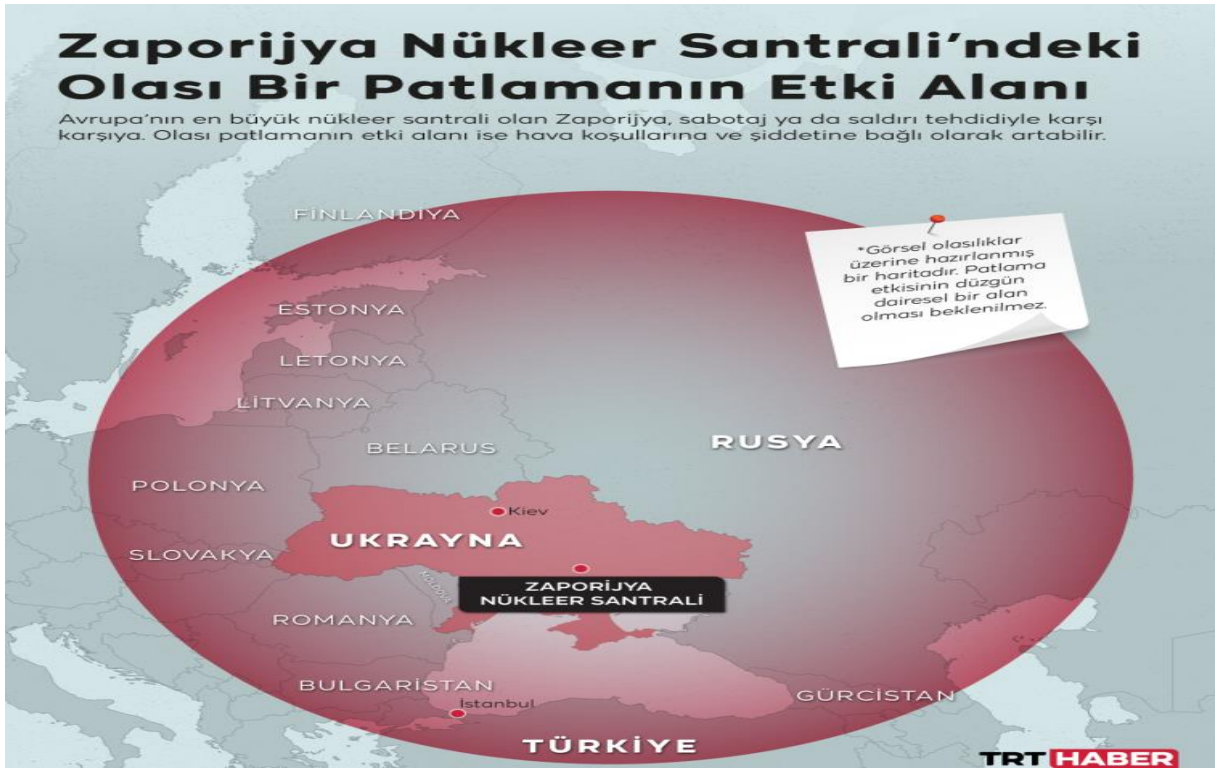 Zaporijya Nükleer Santrali'ndeki
Olası Bir Patlamanın Etki Alanı
Avrupa'nın en büyük nükleer santrali olan Zaporijya, sabotaj ya da saldırı tehdidiyle karşı
karşıya. Olası patlamanın etki alanı ise hava koşullarına ve şiddetine bağlı olarak artabilir.
FİNLANDİYA
*Görsel olasılıklar
üzerine hazırlanmış
bir haritadır. Patlama
etkisinin düzgün
dairesel bir alan
olması beklenilmez.
ESTONYA
LETONYA
LİTVANYA
BELARUS
RUSYA
POLONYA
Kiev
UKRAYNA
SLOVAKYA
Moldova
ZAPORİJYA
NÜKLEER SANTRALİ
ROMANYA
BULGARİSTAN
GÜRCİSTAN
İstanbul
TÜRKİYE
TRT HABER